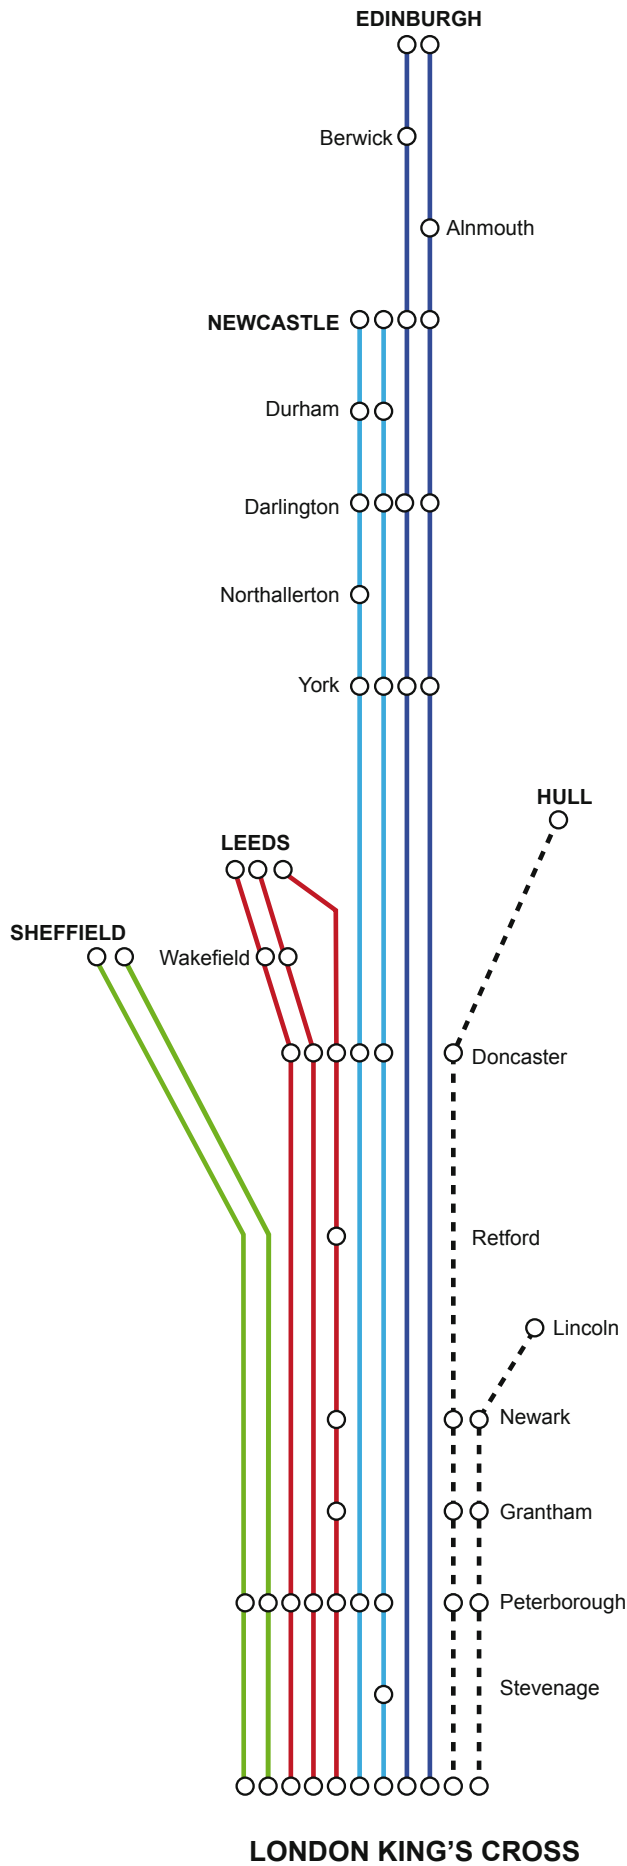 EDINBURGH
Berwick
Alnmouth
NEWCASTLE
Durham
Darlington
Northallerton
York
HULL
LEEDS
SHEFFIELD
Wakefield
Doncaster
Retford
Lincoln
Newark
Grantham
Peterborough
Stevenage
LONDON KING'S CROSS